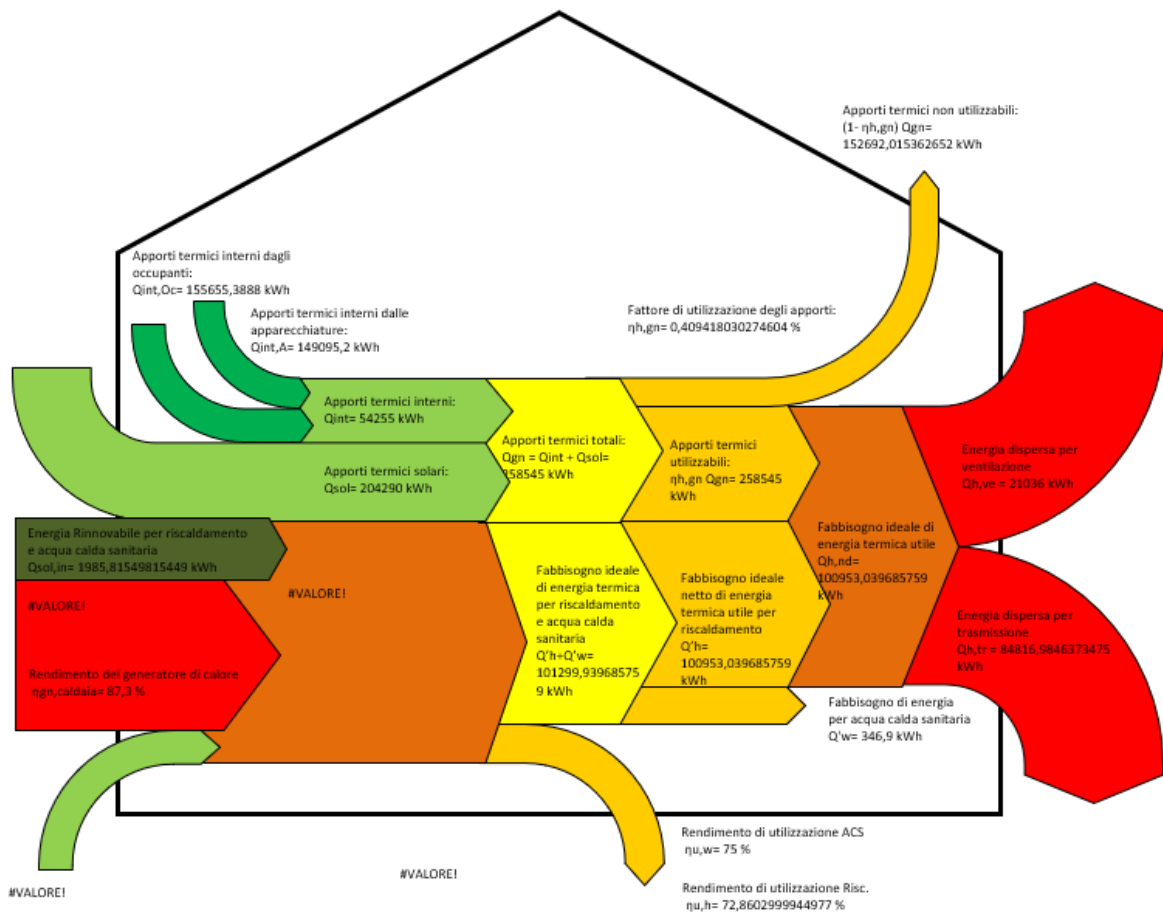 Apporti termici non utilizzabili:
(1- ηh,gn) Qgn=
152692,015362652 kWh
Apporti termici interni dagli
occupanti:
Qint,Oc= 155655,3888 kWh
Apporti termici interni dalle
apparecchiature:
Qint,A= 149095,2 kWh
Fattore di utilizzazione degli apporti:
ηh,gn= 0,409418030274604 %
Apporti termici interni:
Qint= 54255 kWh
Apporti termici solari:
Qsol= 204290 kWh
Apporti termici totali:
Qgn = Qint + Qsol=
258545 kWh
Apporti termici
utilizzabili:
ηh,gn Qgn= 258545
kWh
Energia dispersa per
ventilazione
Qh,ve = 21036 kWh
Energia Rinnovabile per riscaldamento
e acqua calda sanitaria
Qsol,in= 1985,81549815449 kWh
#VALORE!
Rendimento del generatore di calore
ηgn,caldaia= 87,3 %
#VALORE!
Fabbisogno ideale
di energia termica
per riscaldamento
e acqua calda
sanitaria
Q'h+Q'w=
101299,93968575
9 kWh
Fabbisogno ideale
netto di energia
termica utile per
riscaldamento
Q'h=
100953,039685759
kWh
Fabbisogno ideale di
energia termica utile
Qh,nd=
100953,039685759
kWh
Energia dispersa per
trasmissione
Qh,tr = 84816,9846373475
kWh
Fabbisogno di energia
per acqua calda sanitaria
Q'w= 346,9 kWh
Rendimento di utilizzazione ACS
ηu,w= 75 %
Rendimento di utilizzazione Risc.
ηu,h= 72,8602999944977 %
#VALORE!
#VALORE!